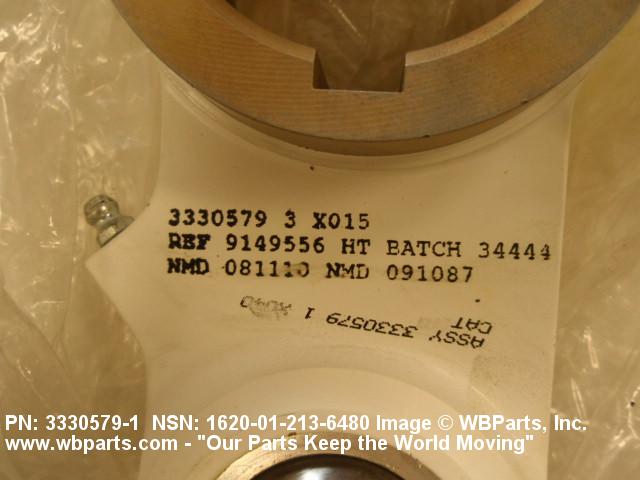 3330579 3 X015
REF 9149556 HT BATCH 34444
NMD 081110 NMD 091087
ASSY 3330579 1
CAT
PN: 3330579-1 NSN: 1620-01-213-6480 Image © WBParts, Inc.
www.wbparts.com - "Our Parts Keep the World Moving"